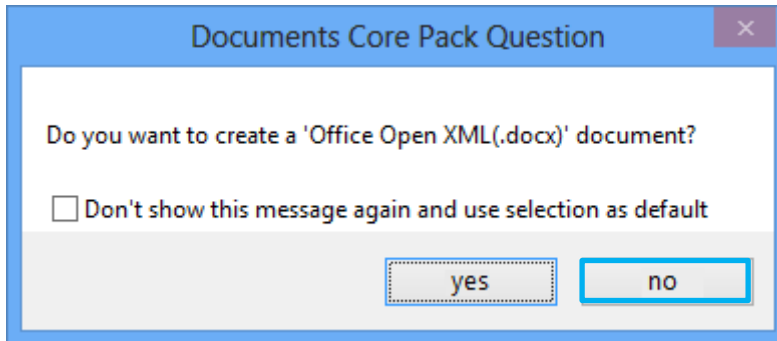 Documents Core Pack Question
Do you want to create a 'Office Open XML(.docx)' document?
Don't show this message again and use selection as default
yes no